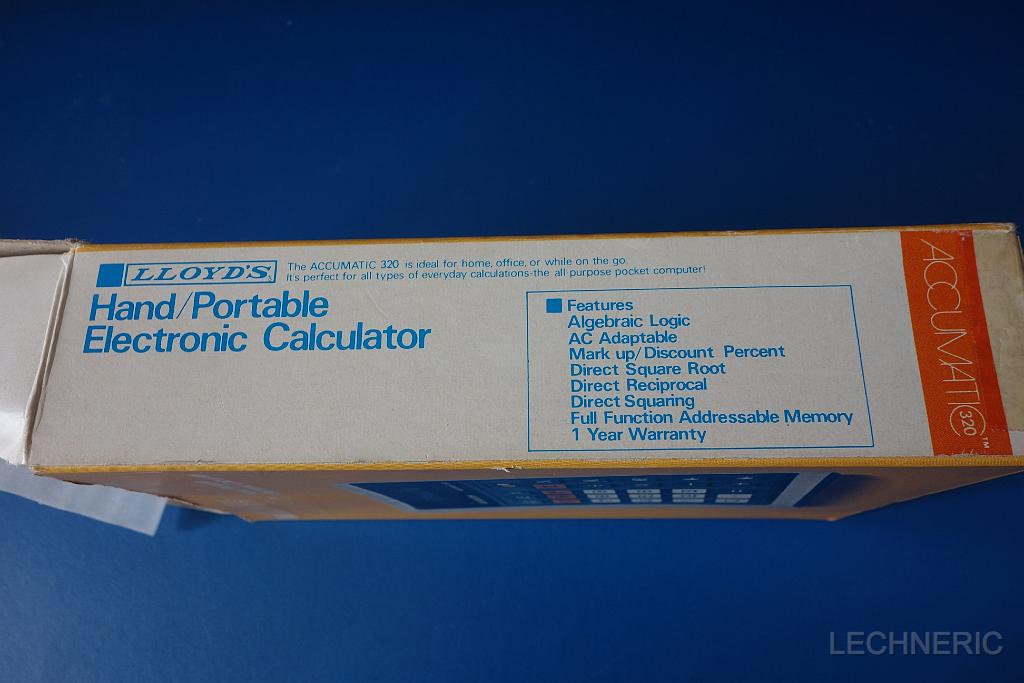 LLOYD'S
The ACCUMATIC 320 is ideal for home, office, or while on the go.
It's perfect for all types of everyday calculations-the all purpose pocket computer!
Hand/Portable
Electronic Calculator
Features
Algebraic Logic
AC Adaptable
Mark up/Discount Percent
Direct Square Root
Direct Reciprocal
Direct Squaring
Full Function Addressable Memory
1 Year Warranty
ACCUMATIC 320 ™
LECHNERIC